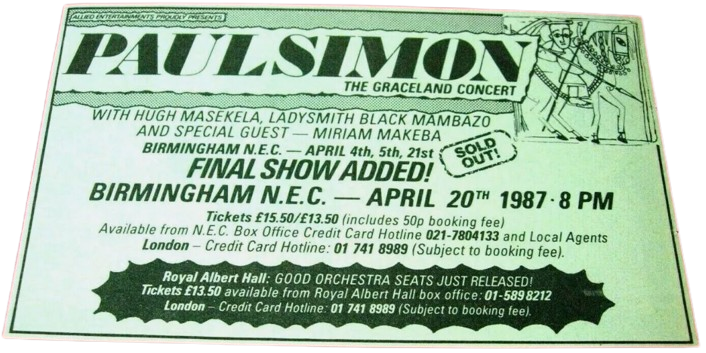 ALLIED ENTERTAINMENTS PROUDLY PRESENTS
PAUL SIMON
THE GRACELAND CONCERT
WITH HUGH MASEKELA, LADYSMITH BLACK MAMBAZO
AND SPECIAL GUEST — MIRIAM MAKEBA
BIRMINGHAM N.E.C. — APRIL 4th, 5th, 21st
SOLD OUT!
FINAL SHOW ADDED!
BIRMINGHAM N.E.C. — APRIL 20TH 1987·8 PM
Tickets £15.50/£13.50 (includes 50p booking fee)
Available from N.E.C. Box Office Credit Card Hotline 021-7804133 and Local Agents
London – Credit Card Hotline: 01 741 8989 (Subject to booking fee).
Royal Albert Hall: GOOD ORCHESTRA SEATS JUST RELEASED!
Tickets £13.50 available from Royal Albert Hall box office: 01-589 8212
London – Credit Card Hotline: 01 741 8989 (Subject to booking fee).